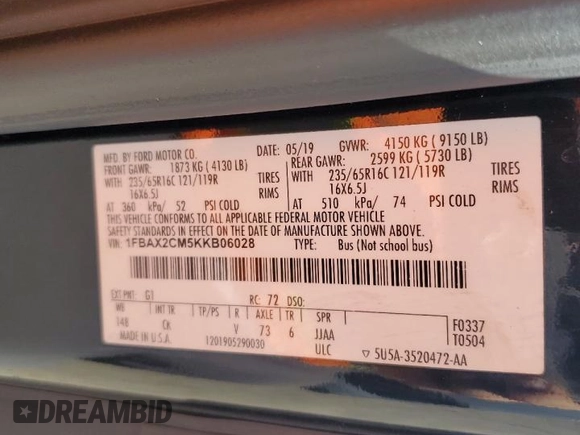 MFD. BY FORD MOTOR CO.
DATE: 05/19 GVWR: 4150 KG ( 9150 LB)
FRONT GAWR: 1873 KG ( 4130 LB)
REAR GAWR: 2599 KG ( 5730 LB)
WITH 235/65R16C 121/119R TIRES
WITH 235/65R16C 121/119R TIRES
16X6.5J RIMS
16X6.5J RIMS
AT 360 kPa/ 52 PSI COLD
AT 510 kPa/ 74 PSI COLD
THIS VEHICLE CONFORMS TO ALL APPLICABLE FEDERAL MOTOR VEHICLE
SAFETY STANDARDS IN EFFECT ON THE DATE OF MANUFACTURE SHOWN ABOVE.
VIN: 1FBAX2CM5KKB06028
TYPE: Bus (Not school bus)
EXT PNT: G1 RC: 72 DSO:
WB INT TR TP/PS R AXLE TR SPR
148 CK V 73 6 JJAA
ULC
F0337
T0504
MADE IN U.S.A. 1201905290030
▽ 5U5A-3520472-AA
DREAMBID